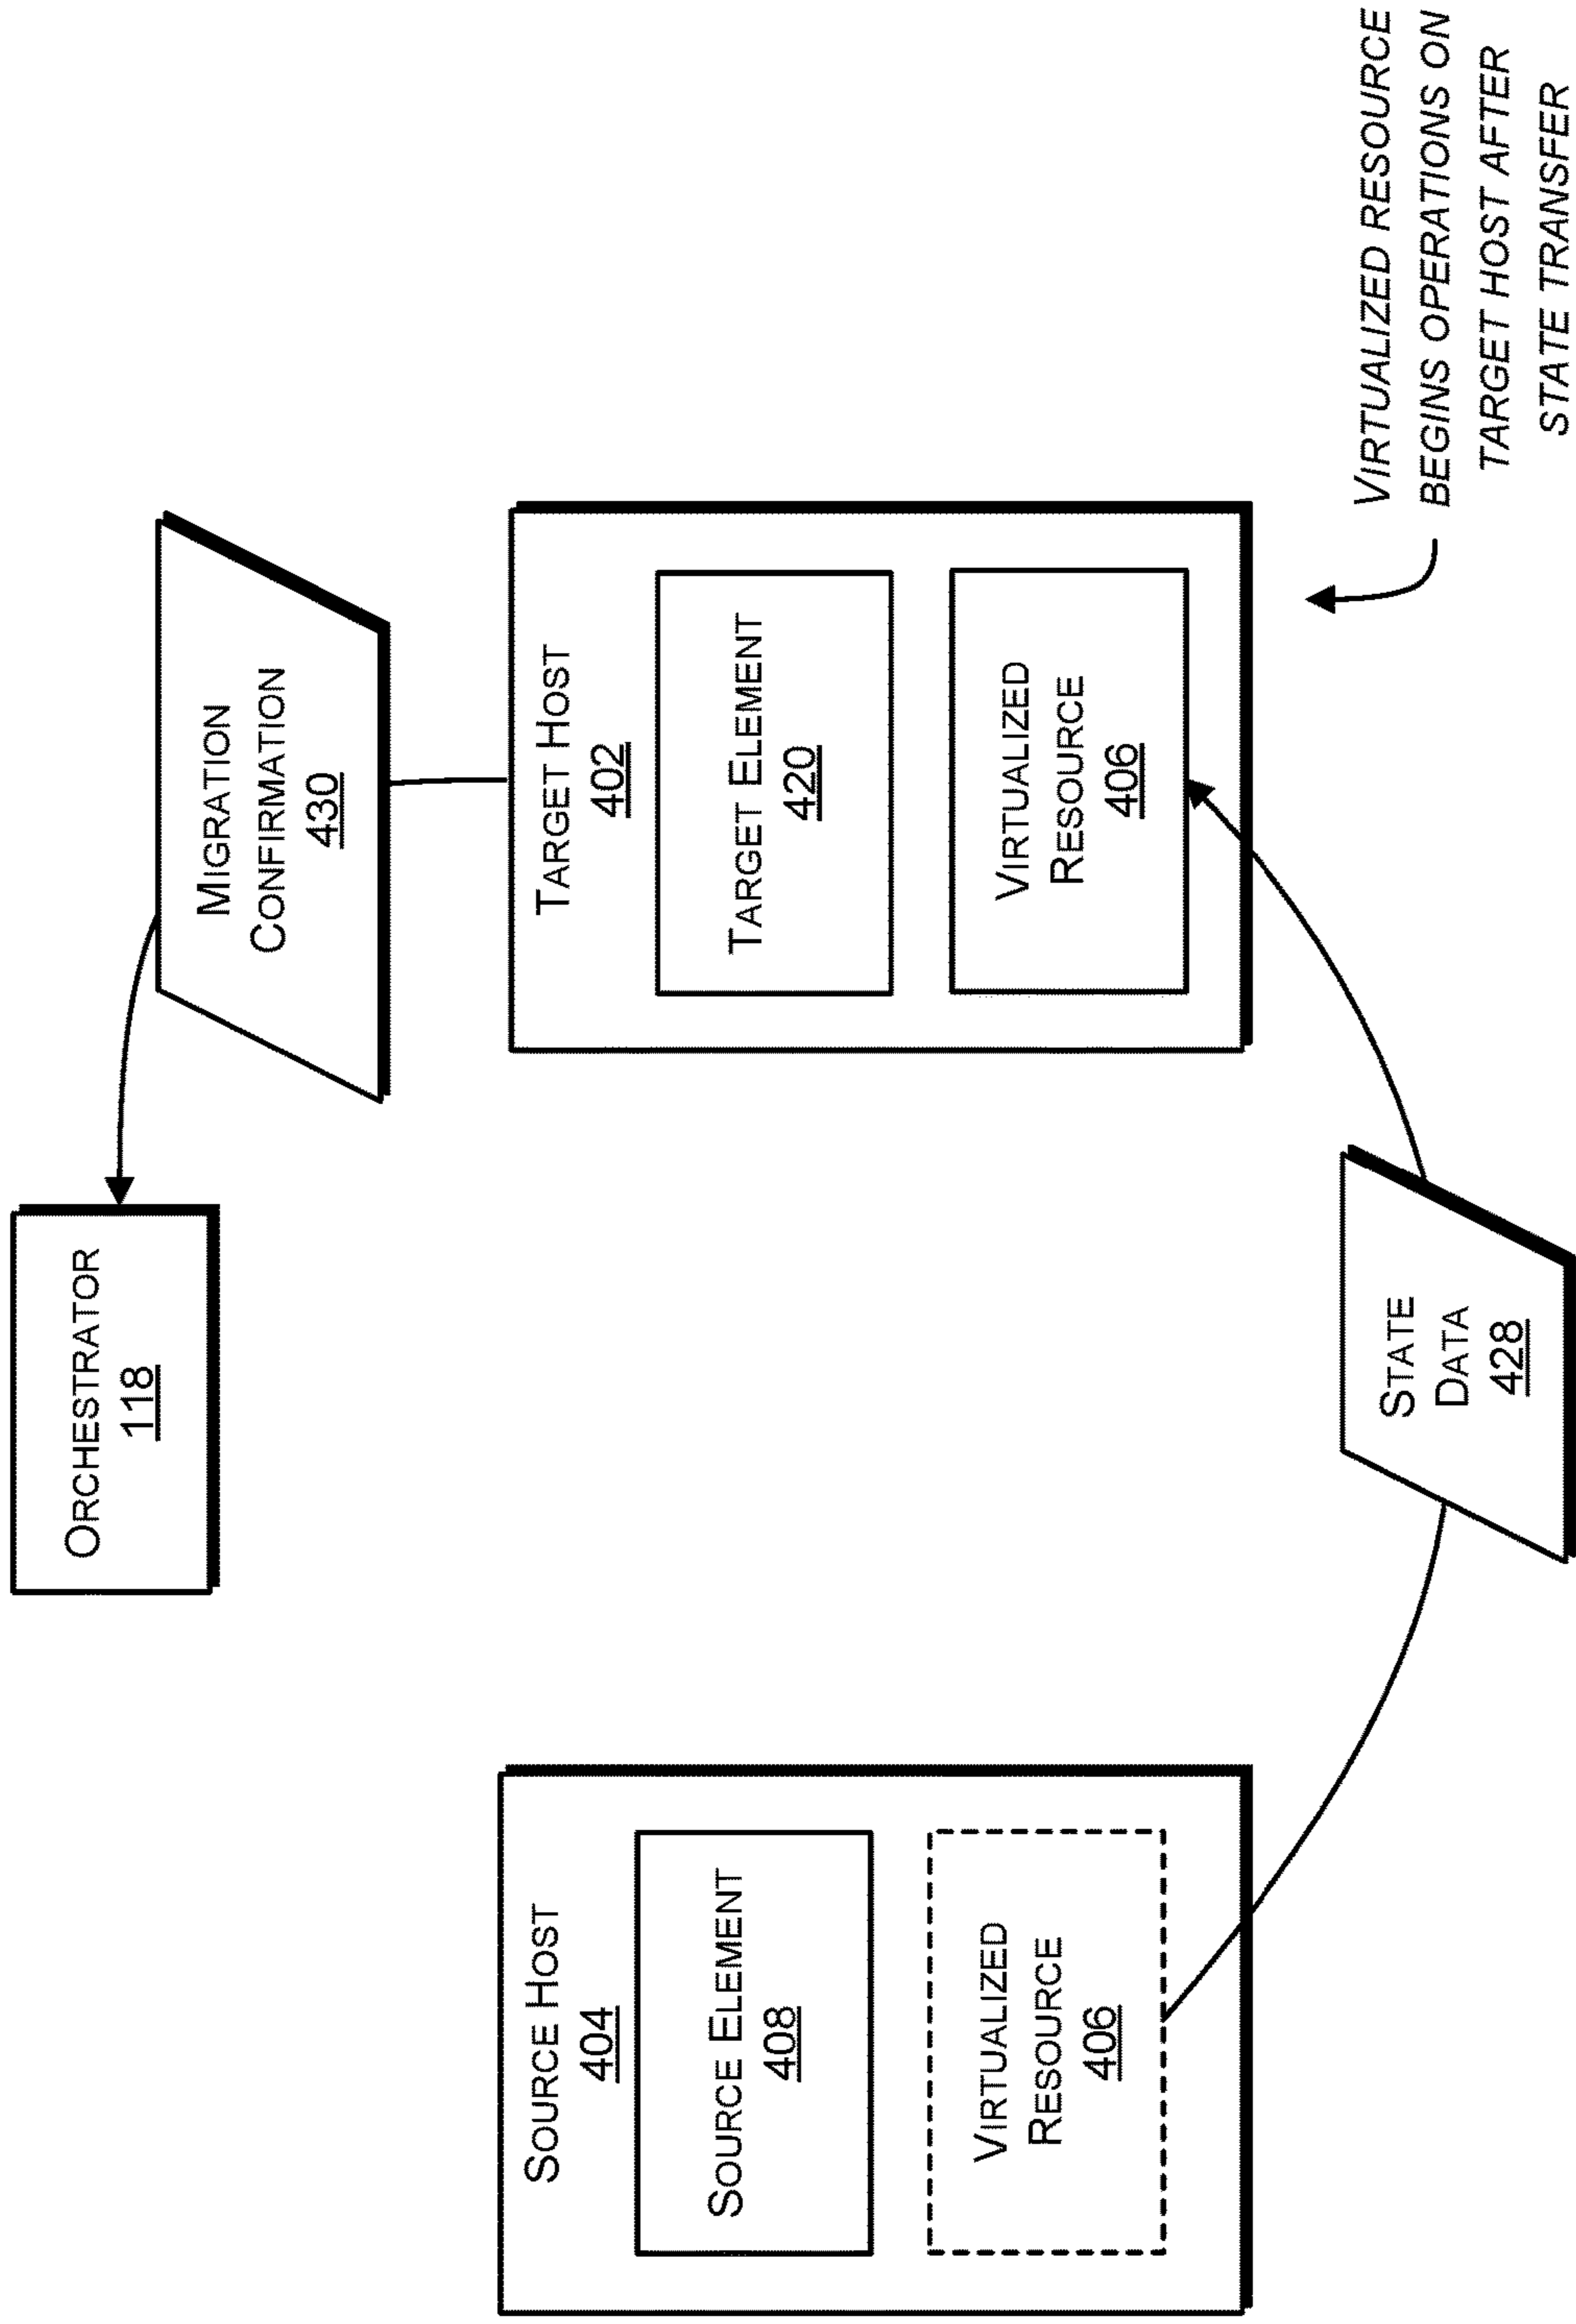 ORCHESTRATOR
118
MIGRATION
CONFIRMATION
430
SOURCE HOST
404
SOURCE ELEMENT
408
VIRTUALIZED
RESOURCE
406
TARGET HOST
402
TARGET ELEMENT
420
VIRTUALIZED
RESOURCE
406
STATE
DATA
428
VIRTUALIZED RESOURCE
BEGINS OPERATIONS ON
TARGET HOST AFTER
STATE TRANSFER